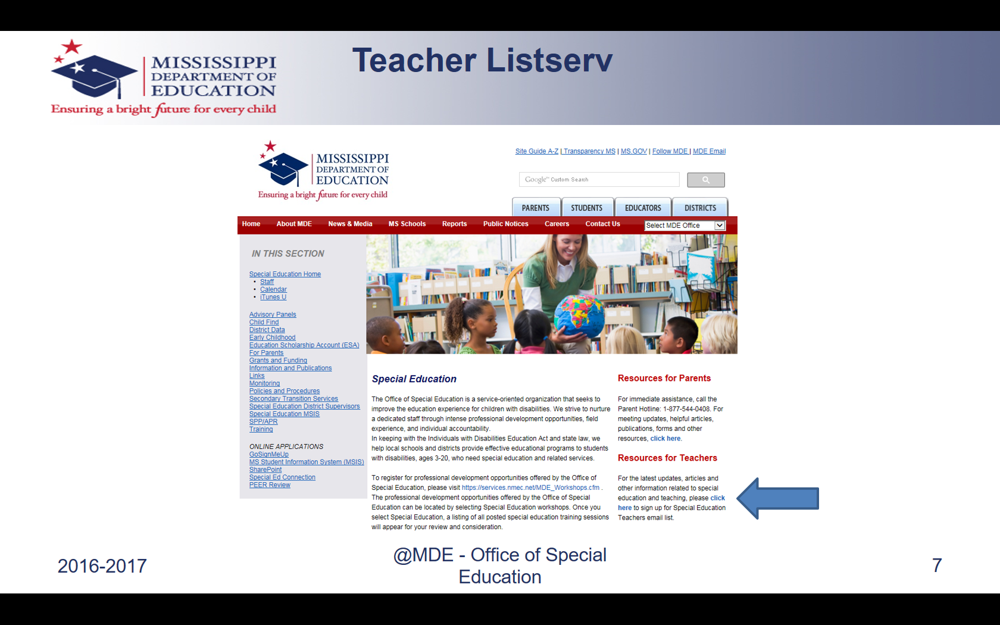 MISSISSIPPI
DEPARTMENT OF
EDUCATION
Ensuring a bright future for every child
Teacher Listserv
MISSISSIPPI
DEPARTMENT OF
EDUCATION
Ensuring a bright future for every child
Site Guide A-Z | Transparency MS | MS.GOV | Follow MDE | MDE Email
Google™ Custom Search
PARENTS STUDENTS EDUCATORS DISTRICTS
Home About MDE News & Media MS Schools Reports Public Notices Careers Contact Us Select MDE Office
IN THIS SECTION
Special Education Home
• Staff
• Calendar
• iTunes U
Advisory Panels
Child Find
District Data
Early Childhood
Education Scholarship Account (ESA)
For Parents
Grants and Funding
Information and Publications
Links
Monitoring
Policies and Procedures
Secondary Transition Services
Special Education District Supervisors
Special Education MSIS
SPP/APR
Training
ONLINE APPLICATIONS
GoSignMeUp
MS Student Information System (MSIS)
SharePoint
Special Ed Connection
PEER Review
Special Education
The Office of Special Education is a service-oriented organization that seeks to
improve the education experience for children with disabilities. We strive to nurture
a dedicated staff through intense professional development opportunities, field
experience, and individual accountability.
In keeping with the Individuals with Disabilities Education Act and state law, we
help local schools and districts provide effective educational programs to students
with disabilities, ages 3-20, who need special education and related services.
To register for professional development opportunities offered by the Office of
Special Education, please visit https://services.nmec.net/MDE_Workshops.cfm .
The professional development opportunities offered by the Office of Special
Education can be located by selecting Special Education workshops. Once you
select Special Education, a listing of all posted special education training sessions
will appear for your review and consideration.
Resources for Parents
For immediate assistance, call the
Parent Hotline: 1-877-544-0408. For
meeting updates, helpful articles,
publications, forms and other
resources, click here.
Resources for Teachers
For the latest updates, articles and
other information related to special
education and teaching, please click
here to sign up for Special Education
Teachers email list.
2016-2017
@MDE - Office of Special
Education
7